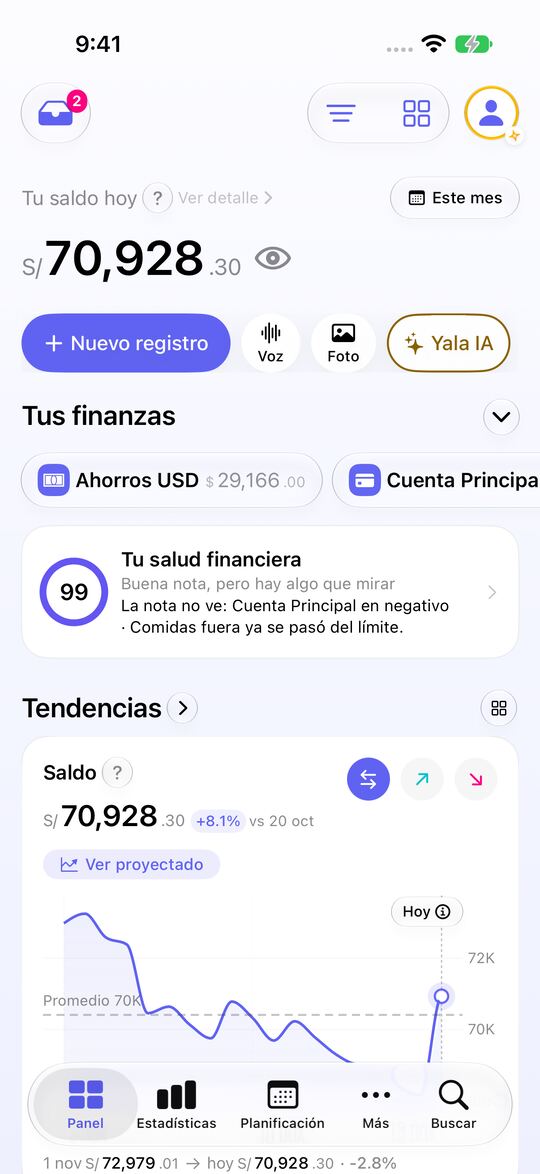 9:41
2
Tu saldo hoy ? Ver detalle
Este mes
S/70,928.30
+ Nuevo registro
Voz
Foto
Yala IA
Tus finanzas
Ahorros USD $29,166.00
Cuenta Principa
99
Tu salud financiera
Buena nota, pero hay algo que mirar
La nota no ve: Cuenta Principal en negativo
· Comidas fuera ya se pasó del límite.
Tendencias
Saldo ?
S/70,928.30 +8.1% vs 20 oct
Ver proyectado
Hoy
72K
Promedio 70K
70K
Panel
Estadísticas
Planificación
Más
Buscar
1 nov S/72,979.01 → hoy S/70,928.30 · -2.8%